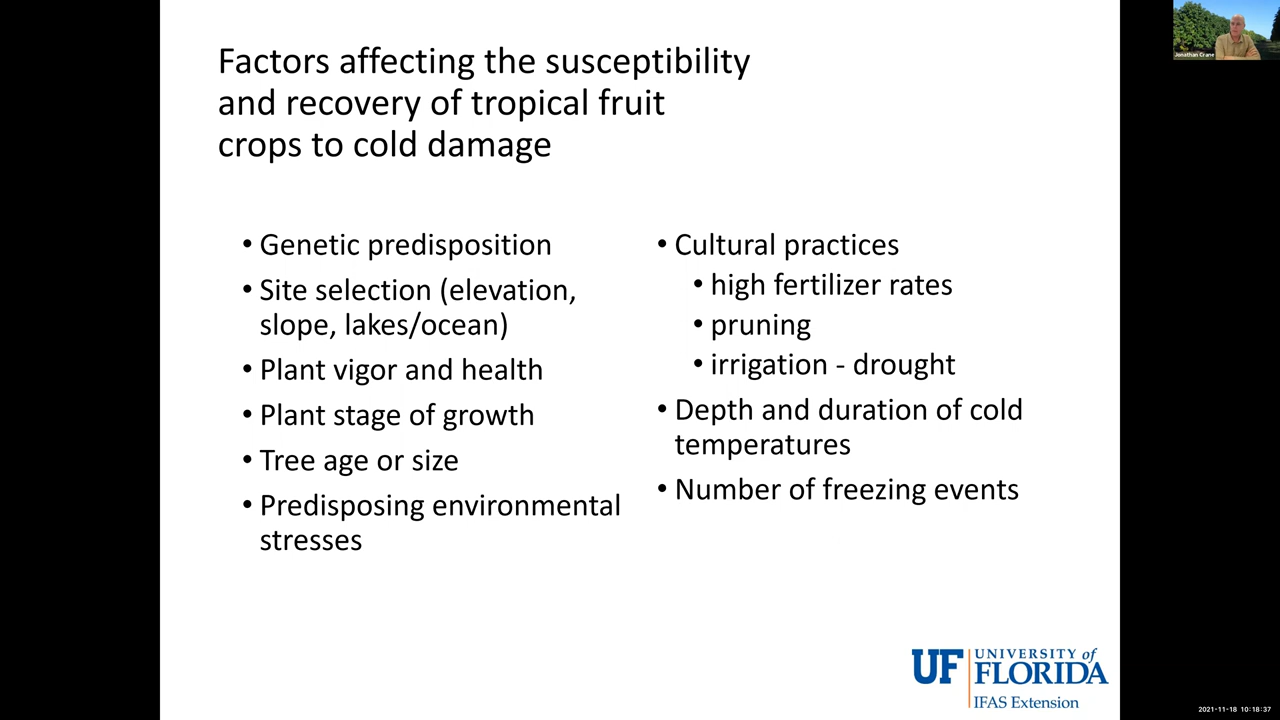 Factors affecting the susceptibility
and recovery of tropical fruit
crops to cold damage
• Genetic predisposition
• Site selection (elevation,
slope, lakes/ocean)
• Plant vigor and health
• Plant stage of growth
• Tree age or size
• Predisposing environmental
stresses
• Cultural practices
• high fertilizer rates
• pruning
• irrigation - drought
• Depth and duration of cold
temperatures
• Number of freezing events
UF UNIVERSITY of
FLORIDA
IFAS Extension
Jonathan Crane
2021-11-18 10:18:37